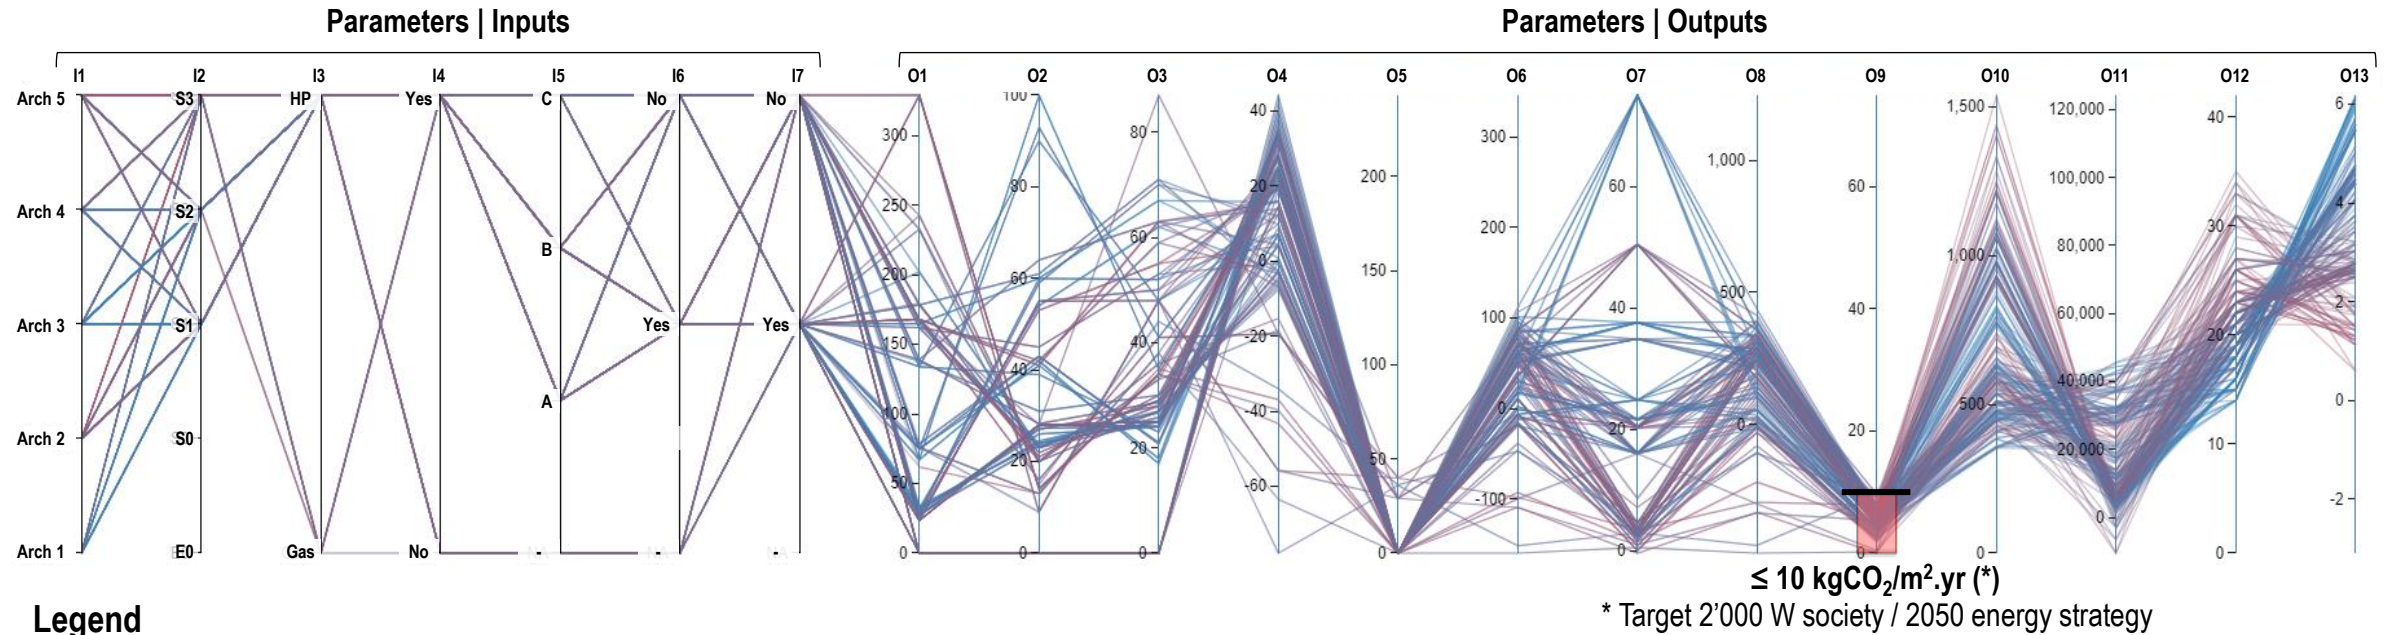 Parameters | Inputs Parameters | Outputs
I1 I2 I3 I4 I5 I6 I7 O1 O2 O3 O4 O5 O6 O7 O8 O9 O10 O11 O12 O13
Arch 5 S3 HP Yes C No No 100 40 1,500 120,000 40 6
300 80 300 1,000
200 100,000
Arch 4 S2 250 80 20 60 60 4
B 60 200 80,000 30
200 60 0 150 500 1,000
Arch 3 S1 Yes Yes 150 40 -20 100 100 40 40 60,000 20 2
A 100 40 -40 0 20 0 20 500 40,000 0
Arch 2 S0 20 20 50 20,000 10
50 -60 -100 0 -2
Arch 1 E0 Gas No - - - 0 0 0 0 0 0 0 0
≤ 10 kgCO2/m2.yr (*)
Legend * Target 2’000 W society / 2050 energy strategy